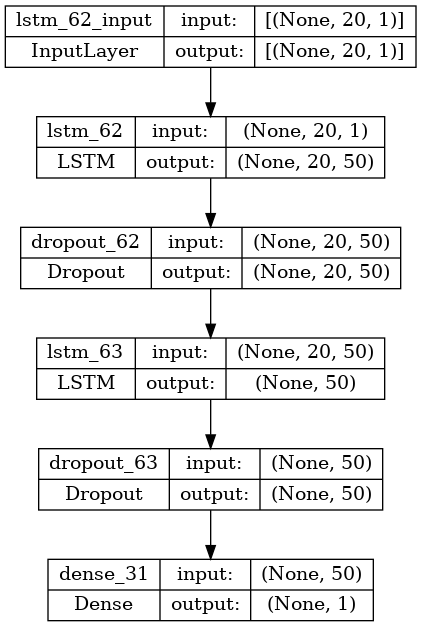 lstm_62_input input: [(None, 20, 1)]
InputLayer output: [(None, 20, 1)]
lstm_62 input: (None, 20, 1)
LSTM output: (None, 20, 50)
dropout_62 input: (None, 20, 50)
Dropout output: (None, 20, 50)
lstm_63 input: (None, 20, 50)
LSTM output: (None, 50)
dropout_63 input: (None, 50)
Dropout output: (None, 50)
dense_31 input: (None, 50)
Dense output: (None, 1)